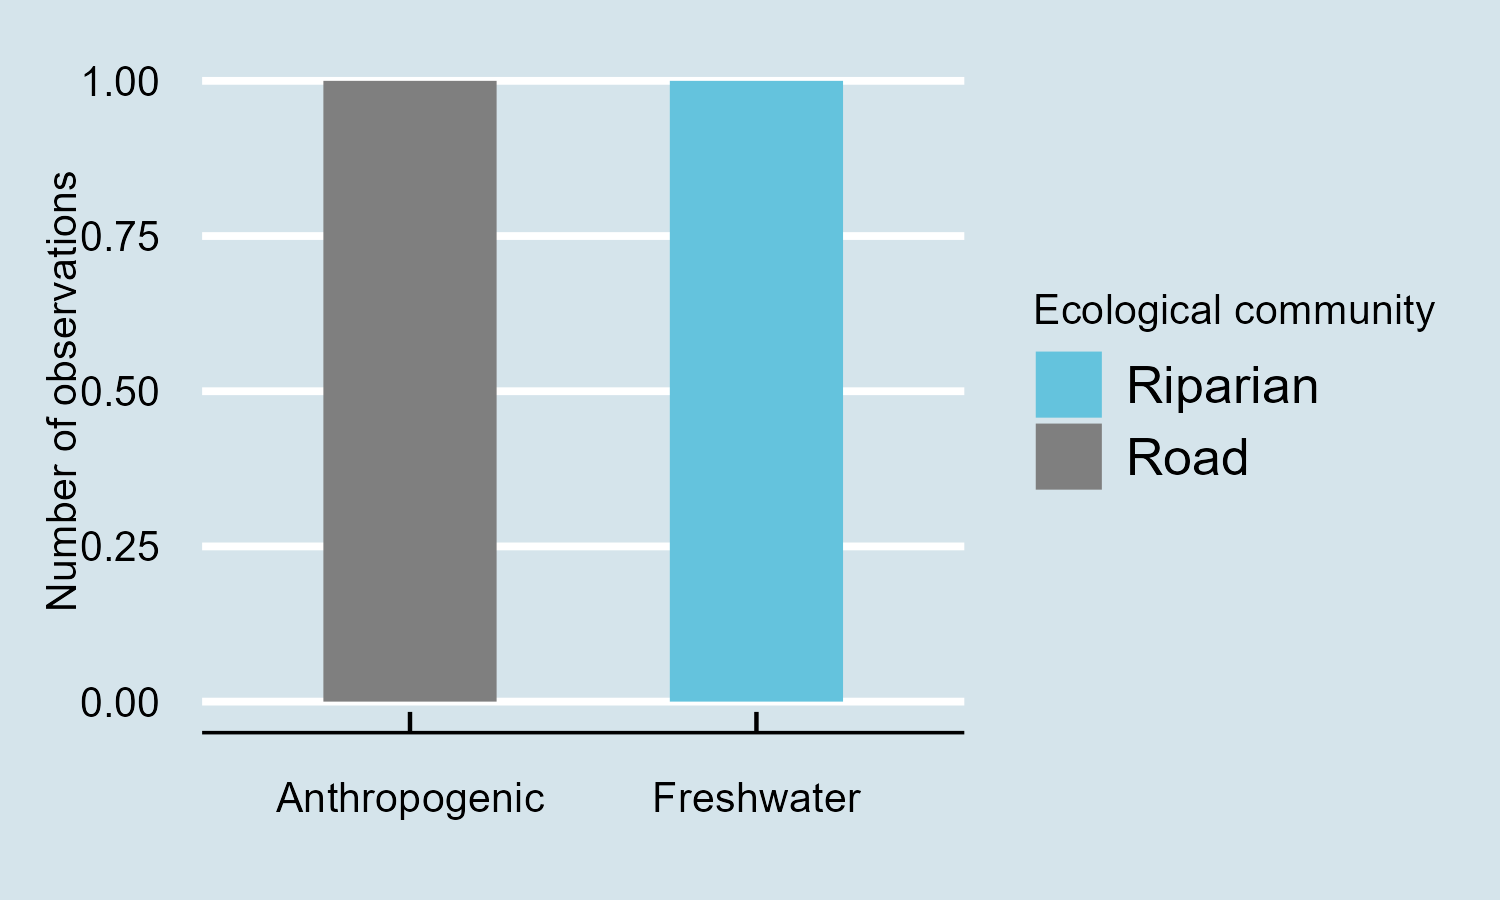 Number of observations
1.00
0.75
0.50
0.25
0.00
Anthropogenic
Freshwater
Ecological community
Riparian
Road